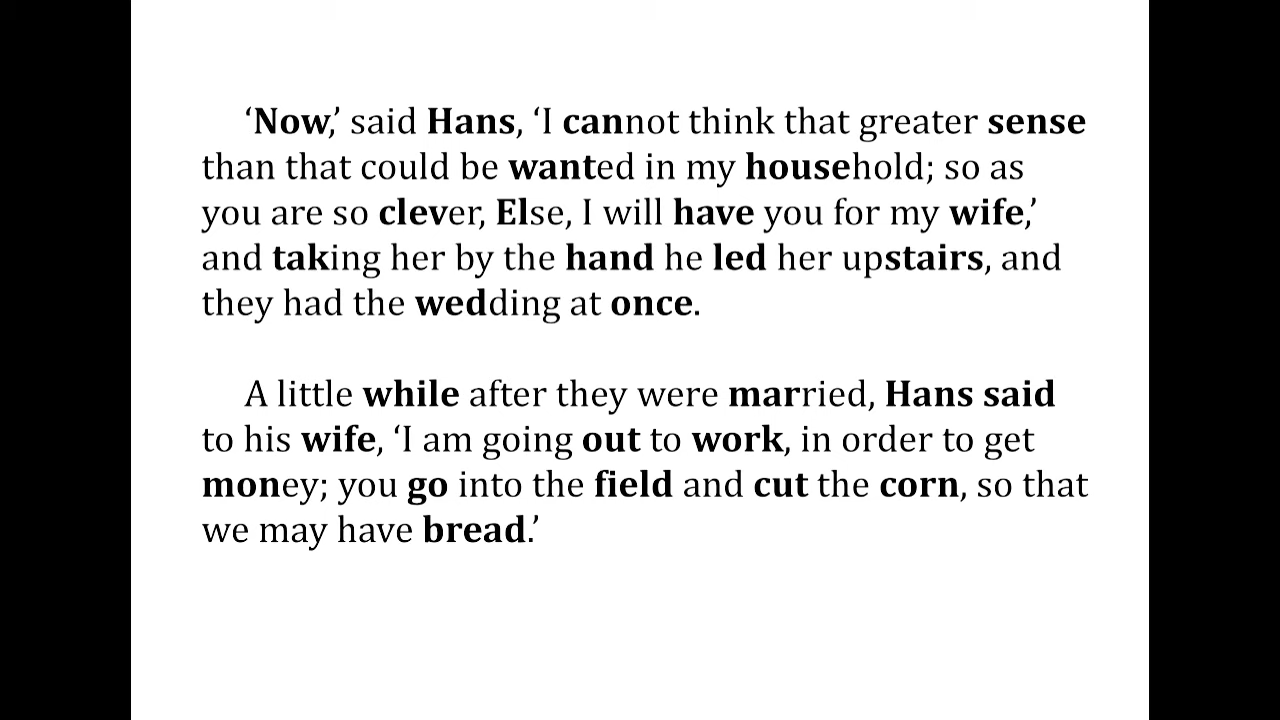 ‘Now,’ said Hans, ‘I cannot think that greater sense
than that could be wanted in my household; so as
you are so clever, Else, I will have you for my wife,’
and taking her by the hand he led her upstairs, and
they had the wedding at once.
A little while after they were married, Hans said
to his wife, ‘I am going out to work, in order to get
money; you go into the field and cut the corn, so that
we may have bread.’